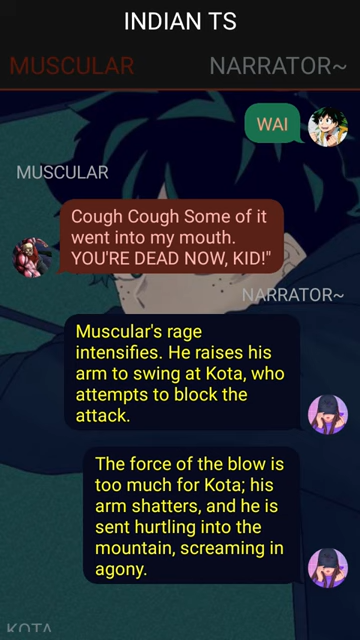 INDIAN TS
MUSCULAR
NARRATOR~
WAI
MUSCULAR
Cough Cough Some of it
went into my mouth.
YOU'RE DEAD NOW, KID!"
NARRATOR~
Muscular's rage
intensifies. He raises his
arm to swing at Kota, who
attempts to block the
attack.
The force of the blow is
too much for Kota; his
arm shatters, and he is
sent hurtling into the
mountain, screaming in
agony.
KOTA